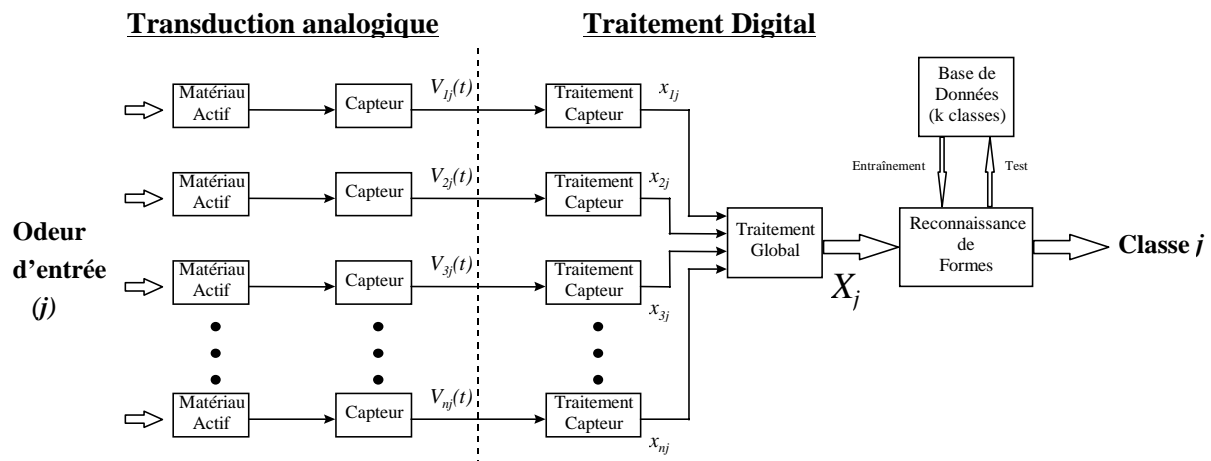 Transduction analogique
Traitement Digital
Odeur
d'entrée
(j)
Matériau
Actif
Capteur
V1j(t)
Traitement
Capteur
x1j
Matériau
Actif
Capteur
V2j(t)
Traitement
Capteur
x2j
Matériau
Actif
Capteur
V3j(t)
Traitement
Capteur
x3j
Matériau
Actif
Capteur
Vnj(t)
Traitement
Capteur
xnj
Traitement
Global
Xj
Base de
Données
(k classes)
Entraînement
Test
Reconnaissance
de
Formes
Classe j